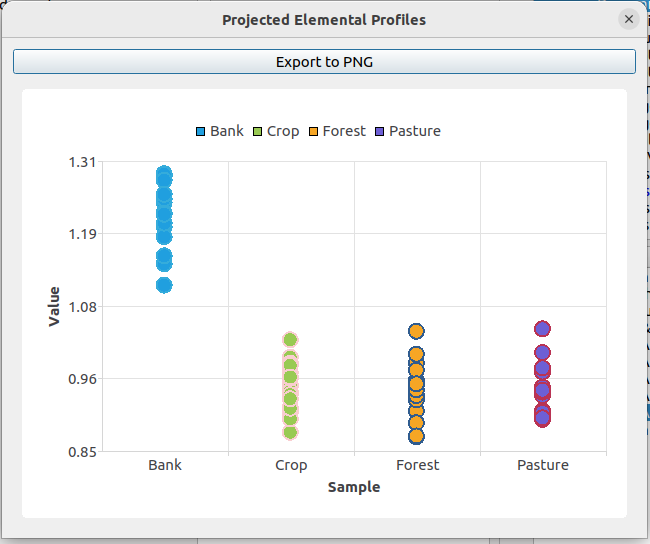 Projected Elemental Profiles
Export to PNG
Bank Crop Forest Pasture
1.31
1.19
1.08
0.96
0.85
Value
Bank Crop Forest Pasture
Sample